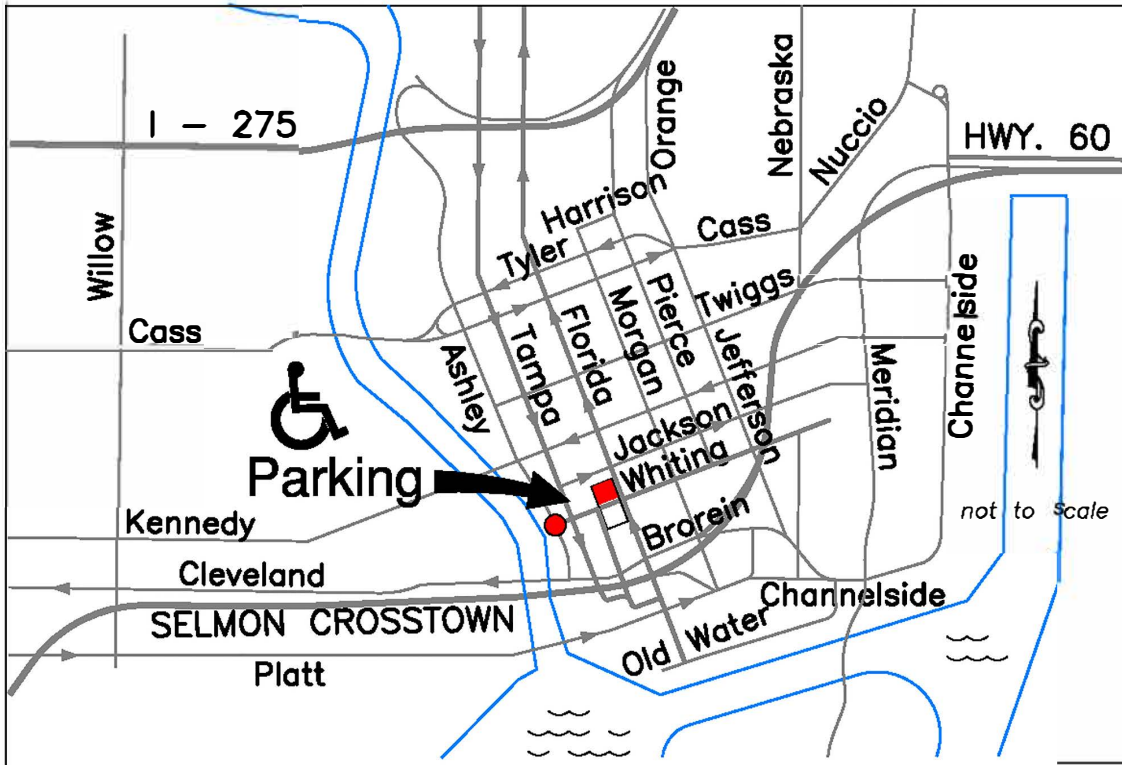 I - 275
HWY. 60
Orange
Nebraska
Nuccio
Harrison
Cass
Tyler
Willow
Cass
Pierce
Twiggs
Morgan
Florida
Tampa
Ashley
Jefferson
Meridian
Channelside
Jackson
Parking
Whiting
Kennedy
Brorein
not to scale
Cleveland
Channelside
SELMON CROSSTOWN
Old Water
Platt